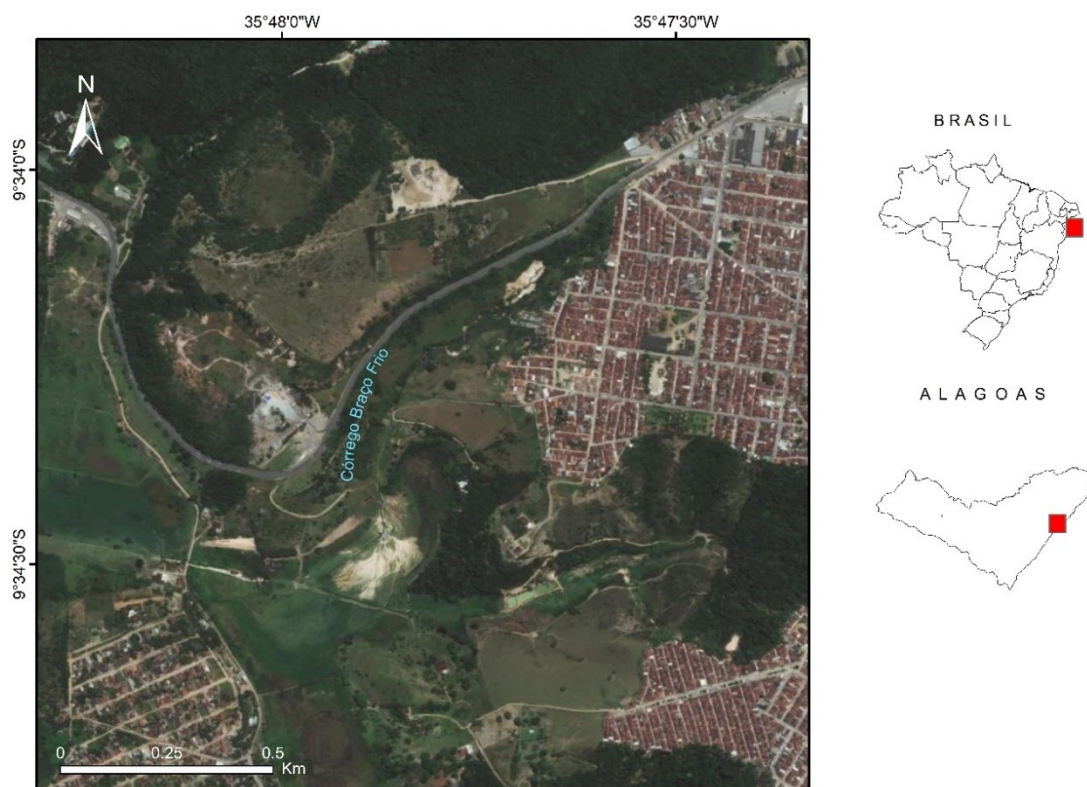 35°48'0"W
35°47'30"W
N
9°34'0"S
Córrego Braço Frio
9°34'30"S
0 0.25 0.5
Km
BRASIL
ALAGOAS